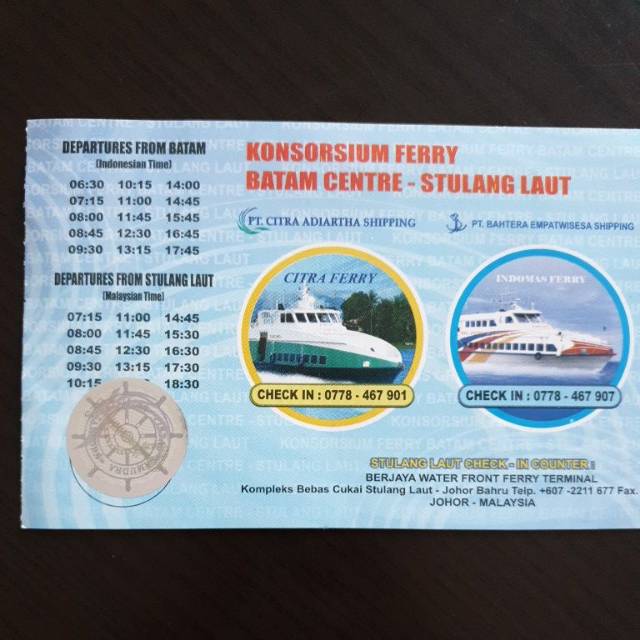 DEPARTURES FROM BATAM
(Indonesian Time)
06:30 10:15 14:00
07:15 11:00 14:45
08:00 11:45 15:45
08:45 12:30 16:45
09:30 13:15 17:45
DEPARTURES FROM STULANG LAUT
(Malaysian Time)
07:15 11:00 14:45
08:00 11:45 15:30
08:45 12:30 16:30
09:30 13:15 17:30
10:15 18:30
KONSORSIUM FERRY
BATAM CENTRE - STULANG LAUT
PT. CITRA ADIARTHA SHIPPING
PT. BAHTERA EMPATWISESA SHIPPING
CITRA FERRY
CHECK IN : 0778 - 467 901
INDOMAS FERRY
CHECK IN : 0778 - 467 907
STULANG LAUT CHECK - IN COUNTER :
BERJAYA WATER FRONT FERRY TERMINAL
Kompleks Bebas Cukai Stulang Laut - Johor Bahru Telp. +607 -2211 677 Fax.
JOHOR - MALAYSIA